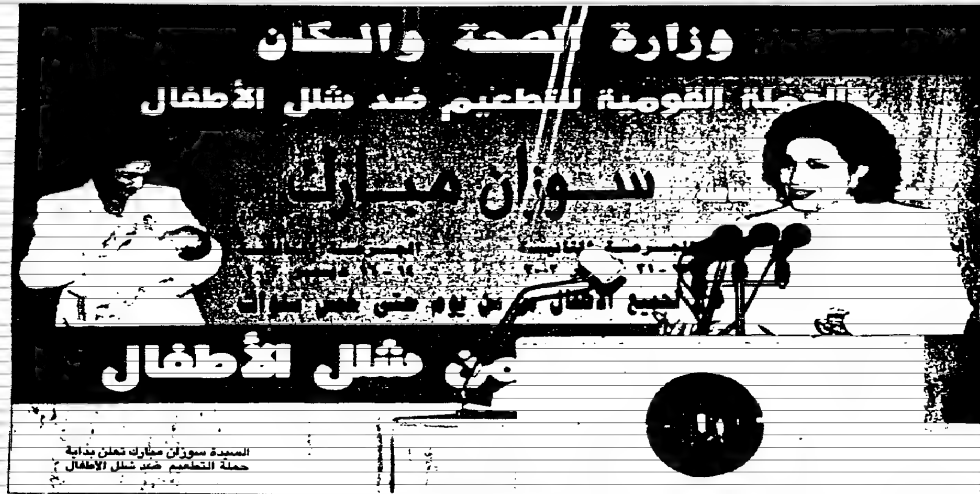 وزارة الصحة والسكان
الحملة القومية للتطعيم ضد شلل الأطفال
سوزان مبارك
لجميع الأطفال من يوم حتى خمس سنوات
من شلل الأطفال
السيدة سوزان مبارك تعلن بداية
حملة التطعيم ضد شلل الأطفال